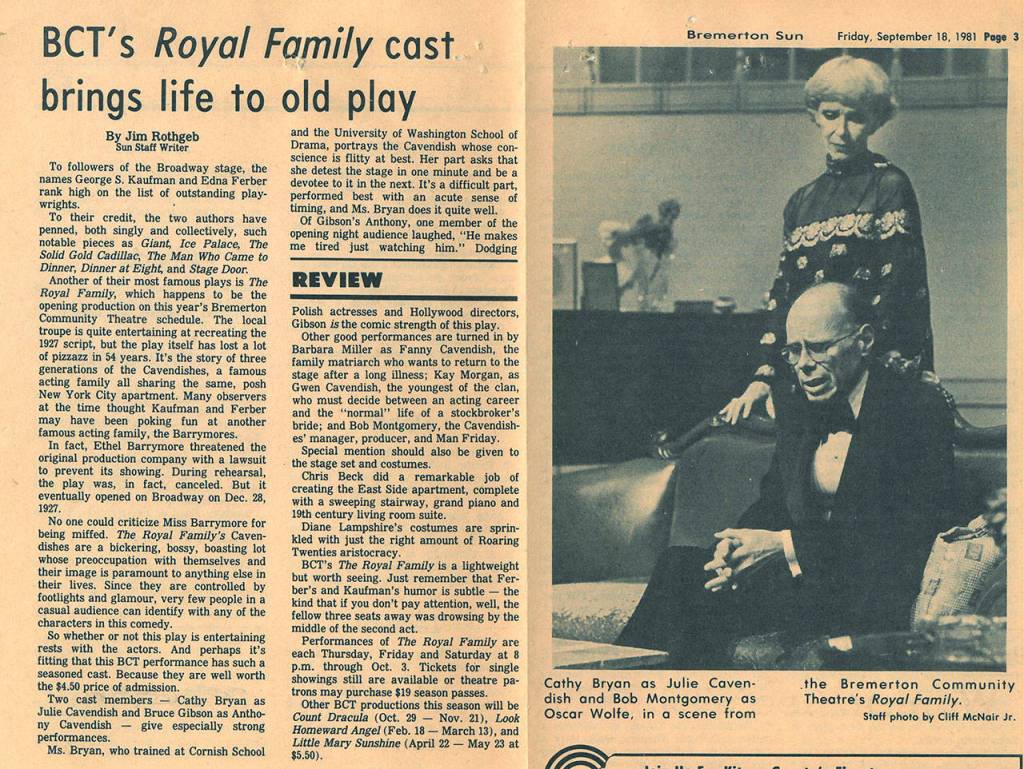 BCT's Royal Family cast
brings life to old play
By Jim Rothgeb
Sun Staff Writer
To followers of the Broadway stage, the
names George S. Kaufman and Edna Ferber
rank high on the list of outstanding play-
wrights.
To their credit, the two authors have
penned, both singly and collectively, such
notable pieces as Giant, Ice Palace, The
Solid Gold Cadillac, The Man Who Came to
Dinner, Dinner at Eight, and Stage Door.
Another of their most famous plays is The
Royal Family, which happens to be the
opening production on this year's Bremerton
Community Theatre schedule. The local
troupe is quite entertaining at recreating the
1927 script, but the play itself has lost a lot
of pizzazz in 54 years. It's the story of three
generations of the Cavendishes, a famous
acting family all sharing the same, posh
New York City apartment. Many observers
at the time thought Kaufman and Ferber
may have been poking fun at another
famous acting family, the Barrymores.
In fact, Ethel Barrymore threatened the
original production company with a lawsuit
to prevent its showing. During rehearsal,
the play was, in fact, canceled. But it
eventually opened on Broadway on Dec. 28,
1927.
No one could criticize Miss Barrymore for
being miffed. The Royal Family's Caven-
dishes are a bickering, bossy, boasting lot
whose preoccupation with themselves and
their image is paramount to anything else in
their lives. Since they are controlled by
footlights and glamour, very few people in a
casual audience can identify with any of the
characters in this comedy.
So whether or not this play is entertaining
rests with the actors. And perhaps it's
fitting that this BCT performance has such a
seasoned cast. Because they are well worth
the $4.50 price of admission.
Two cast members — Cathy Bryan as
Julie Cavendish and Bruce Gibson as Antho-
ny Cavendish — give especially strong
performances.
Ms. Bryan, who trained at Cornish School
and the University of Washington School of
Drama, portrays the Cavendish whose con-
science is flitty at best. Her part asks that
she detest the stage in one minute and be a
devotee to it in the next. It's a difficult part,
performed best with an acute sense of
timing, and Ms. Bryan does it quite well.
Of Gibson's Anthony, one member of the
opening night audience laughed, "He makes
me tired just watching him." Dodging
REVIEW
Polish actresses and Hollywood directors,
Gibson is the comic strength of this play.
Other good performances are turned in by
Barbara Miller as Fanny Cavendish, the
family matriarch who wants to return to the
stage after a long illness; Kay Morgan, as
Gwen Cavendish, the youngest of the clan,
who must decide between an acting career
and the "normal" life of a stockbroker's
bride; and Bob Montgomery, the Cavendish-
es' manager, producer, and Man Friday.
Special mention should also be given to
the stage set and costumes.
Chris Beck did a remarkable job of
creating the East Side apartment, complete
with a sweeping stairway, grand piano and
19th century living room suite.
Diane Lampshire's costumes are sprin-
kled with just the right amount of Roaring
Twenties aristocracy.
BCT's The Royal Family is a lightweight
but worth seeing. Just remember that Fer-
ber's and Kaufman's humor is subtle — the
kind that if you don't pay attention, well, the
fellow three seats away was drowsing by the
middle of the second act.
Performances of The Royal Family are
each Thursday, Friday and Saturday at 8
p.m. through Oct. 3. Tickets for single
showings still are available or theatre pa-
trons may purchase $19 season passes.
Other BCT productions this season will be
Count Dracula (Oct. 29 — Nov. 21), Look
Homeward Angel (Feb. 18 — March 13), and
Little Mary Sunshine (April 22 — May 23 at
$5.50).
Bremerton Sun Friday, September 18, 1981 Page 3
Cathy Bryan as Julie Caven-
dish and Bob Montgomery as
Oscar Wolfe, in a scene from
the Bremerton Community
Theatre's Royal Family.
Staff photo by Cliff McNair Jr.